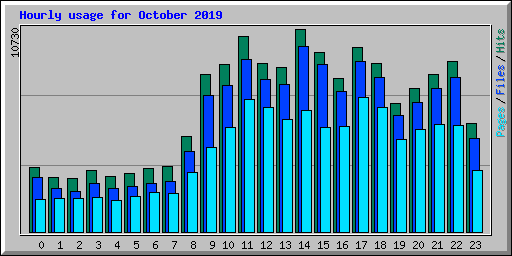 Hourly usage for October 2019
10730
Pages/Files/Hits
0 1 2 3 4 5 6 7 8 9 10 11 12 13 14 15 16 17 18 19 20 21 22 23